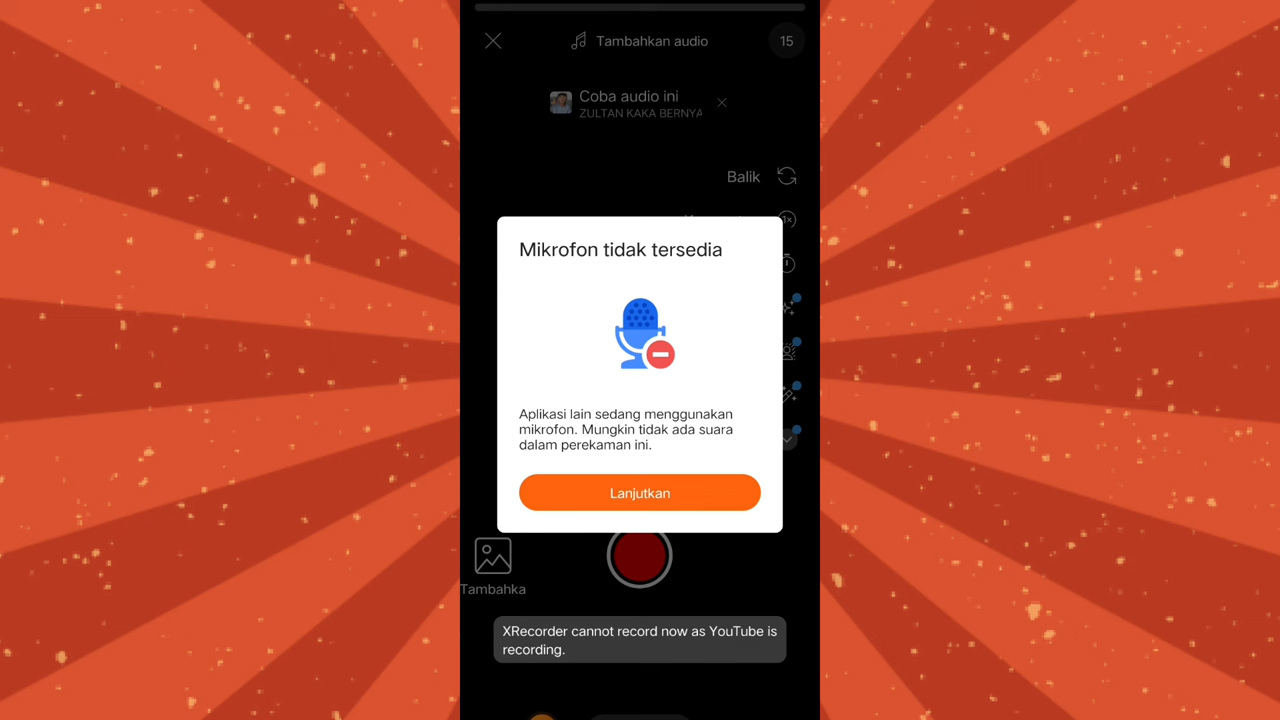 Tambahkan audio
15
Coba audio ini
ZULTAN KAKA BERNYA
Balik
1×
Mikrofon tidak tersedia
Aplikasi lain sedang menggunakan
mikrofon. Mungkin tidak ada suara
dalam perekaman ini.
Lanjutkan
Tambahka
XRecorder cannot record now as YouTube is
recording.